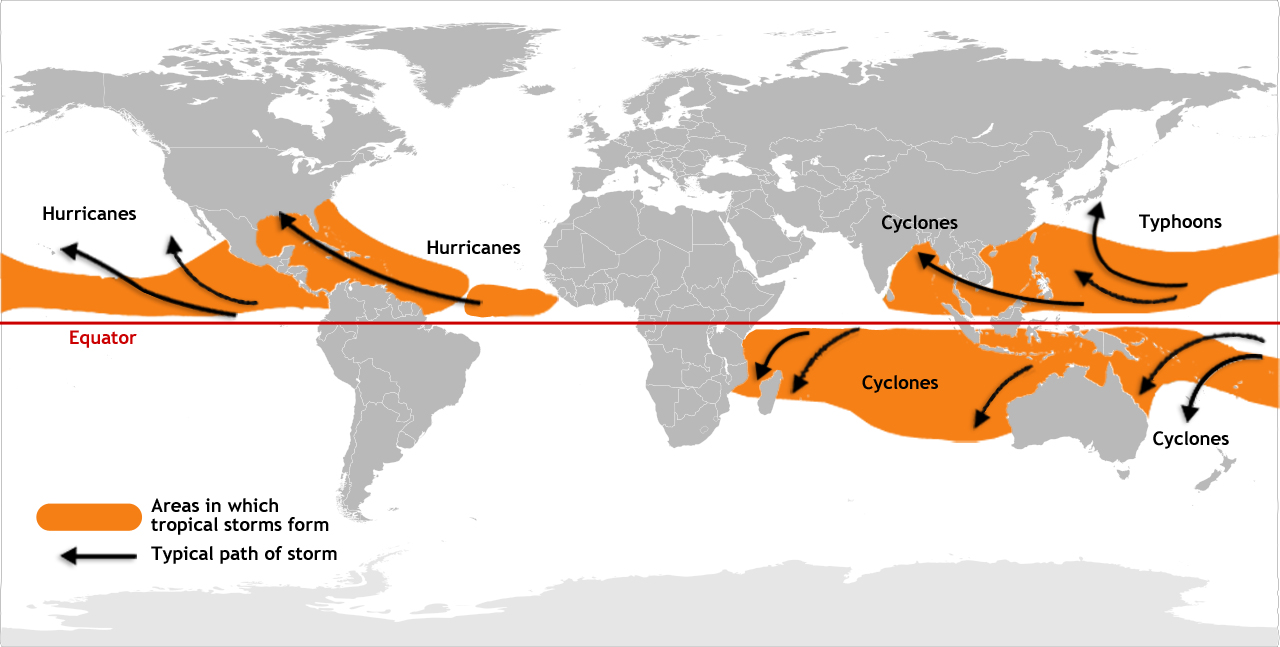 Hurricanes
Hurricanes
Cyclones
Typhoons
Equator
Cyclones
Cyclones
Areas in which
tropical storms form
Typical path of storm